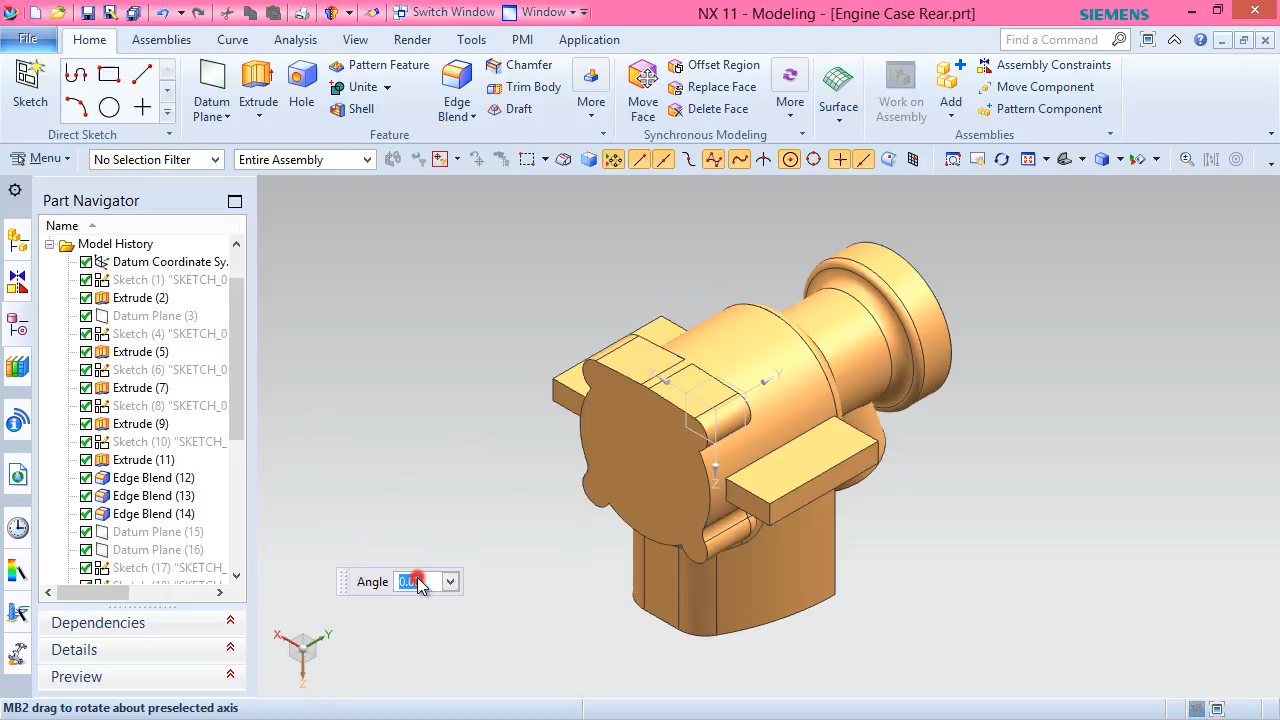 Switch Window
Window
NX 11 - Modeling - [Engine Case Rear.prt]
SIEMENS
File
Home
Assemblies
Curve
Analysis
View
Render
Tools
PMI
Application
Find a Command
Sketch
Direct Sketch
Datum
Plane
Extrude
Hole
Pattern Feature
Unite
Shell
Edge
Blend
Chamfer
Trim Body
Draft
More
Feature
Move
Face
Offset Region
Replace Face
Delete Face
More
Synchronous Modeling
Surface
Work on
Assembly
Add
Assembly Constraints
Move Component
Pattern Component
Assemblies
Menu
No Selection Filter
Entire Assembly
Part Navigator
Name
Model History
Datum Coordinate Sy.
Sketch (1) "SKETCH_0
Extrude (2)
Datum Plane (3)
Sketch (4) "SKETCH_0
Extrude (5)
Sketch (6) "SKETCH_0
Extrude (7)
Sketch (8) "SKETCH_0
Extrude (9)
Sketch (10) "SKETCH_
Extrude (11)
Edge Blend (12)
Edge Blend (13)
Edge Blend (14)
Datum Plane (15)
Datum Plane (16)
Sketch (17) "SKETCH_
Dependencies
Details
Preview
X
Y
Z
Angle
X
Y
Z
MB2 drag to rotate about preselected axis